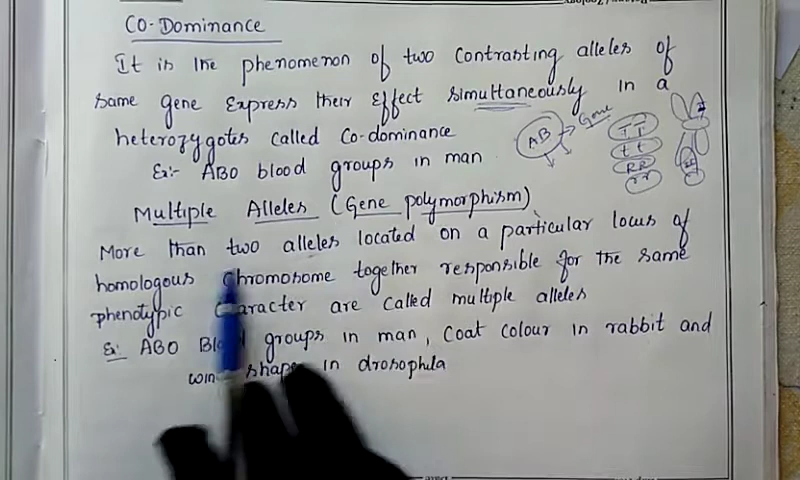 Co-Dominance
It is the phenomenon of two contrasting alleles of
same gene express their effect simultaneously in a
heterozygotes called Co-dominance
Ex:- ABO blood groups in man
AB
Gene
TT
tt
RR
rr
Multiple Alleles (Gene polymorphism)
More than two alleles located on a particular locus of
homologous chromosome together responsible for the same
phenotypic character are called multiple alleles
Ex: ABO Blood groups in man, Coat colour in rabbit and
shape in drosophila